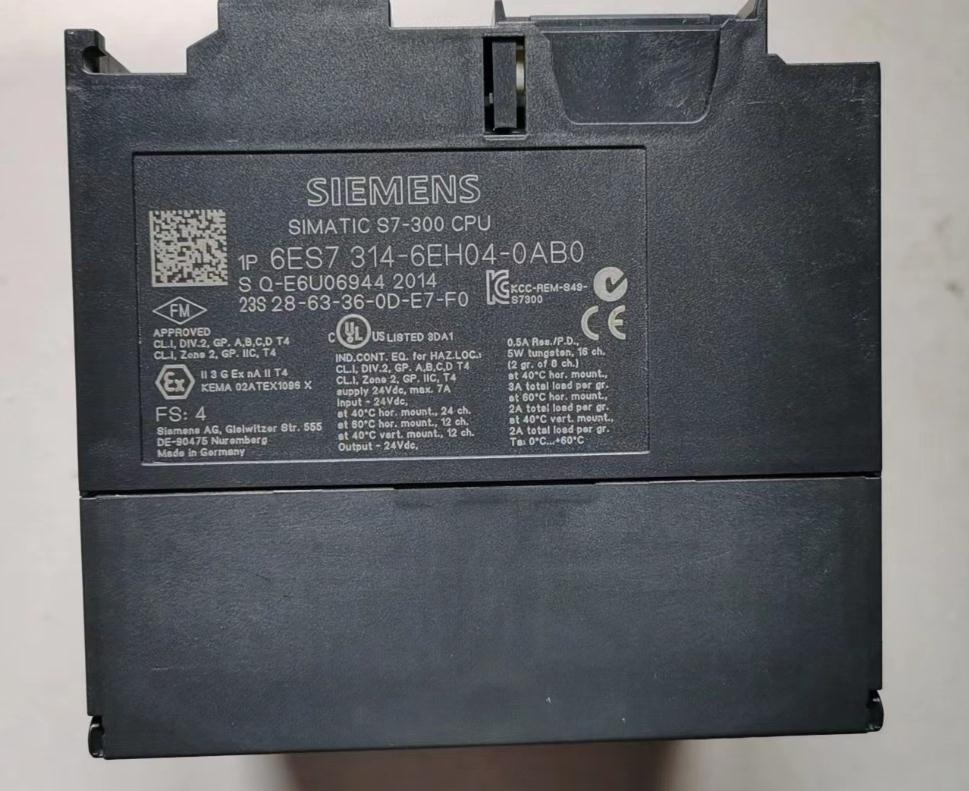 SIEMENS
SIMATIC S7-300 CPU
1P 6ES7 314-6EH04-0AB0
S Q-E6U06944 2014
23S 28-63-36-0D-E7-F0
KCC-REM-S49-
S7300
FM
APPROVED
CL.I, DIV.2, GP. A,B,C,D T4
CL.I, Zone 2, GP. IIC, T4
Ex
II 3 G Ex nA II T4
KEMA 02ATEX1096 X
FS: 4
Siemens AG, Gleiwitzer Str. 555
DE-90475 Nuremberg
Made in Germany
C UL US LISTED 3DA1
IND.CONT. EQ. for HAZ.LOC.:
CL.I, DIV.2, GP. A,B,C,D T4
CL.I, Zone 2, GP. IIC, T4
supply 24Vdc, max. 7A
Input - 24Vdc,
at 40°C hor. mount., 24 ch.
at 60°C hor. mount., 12 ch.
at 40°C vert. mount., 12 ch.
Output - 24Vdc,
CE
0.5A Res./P.D.,
5W tungsten, 16 ch.
(2 gr. of 8 ch.)
at 40°C hor. mount.,
3A total load per gr.
at 60°C hor. mount.,
2A total load per gr.
at 40°C vert. mount.,
2A total load per gr.
Ta: 0°C...+60°C